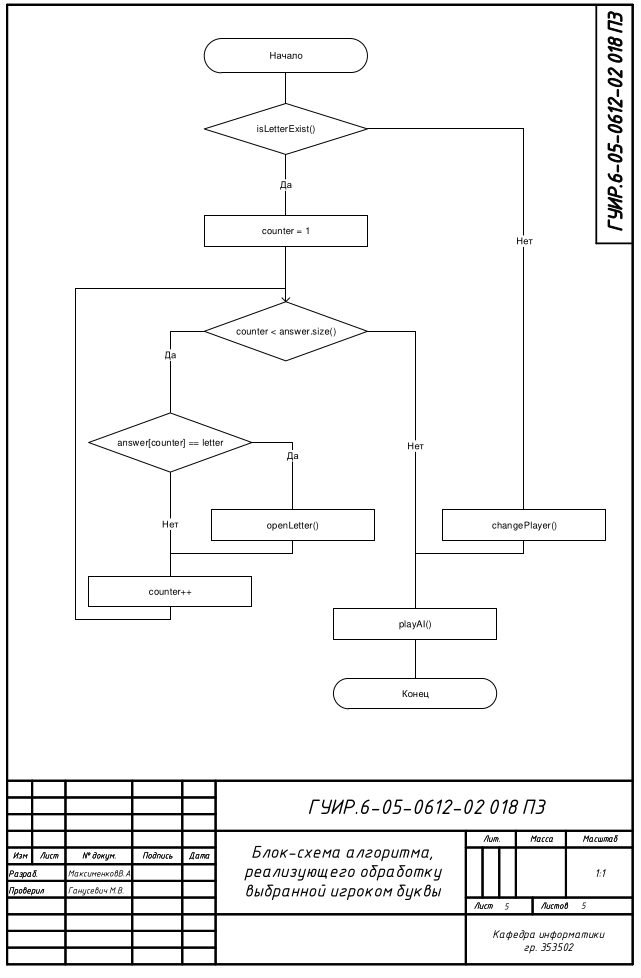 ГУИР.6-05-0612-02 018 ПЗ
Начало
isLetterExist()
Да
counter = 1
Нет
counter < answer.size()
Да
answer[counter] == letter
Нет
Да
Нет
openLetter()
changePlayer()
counter++
playAI()
Конец
ГУИР.6-05-0612-02 018 ПЗ
Изм Лист № докум. Подпись Дата
Разраб. МаксименковВ.А
Проверил Ганусевич М.В.
Блок-схема алгоритма,
реализующего обработку
выбранной игроком буквы
Лит. Масса Масштаб
1:1
Лист 5 Листов 5
Кафедра информатики
гр. 353502